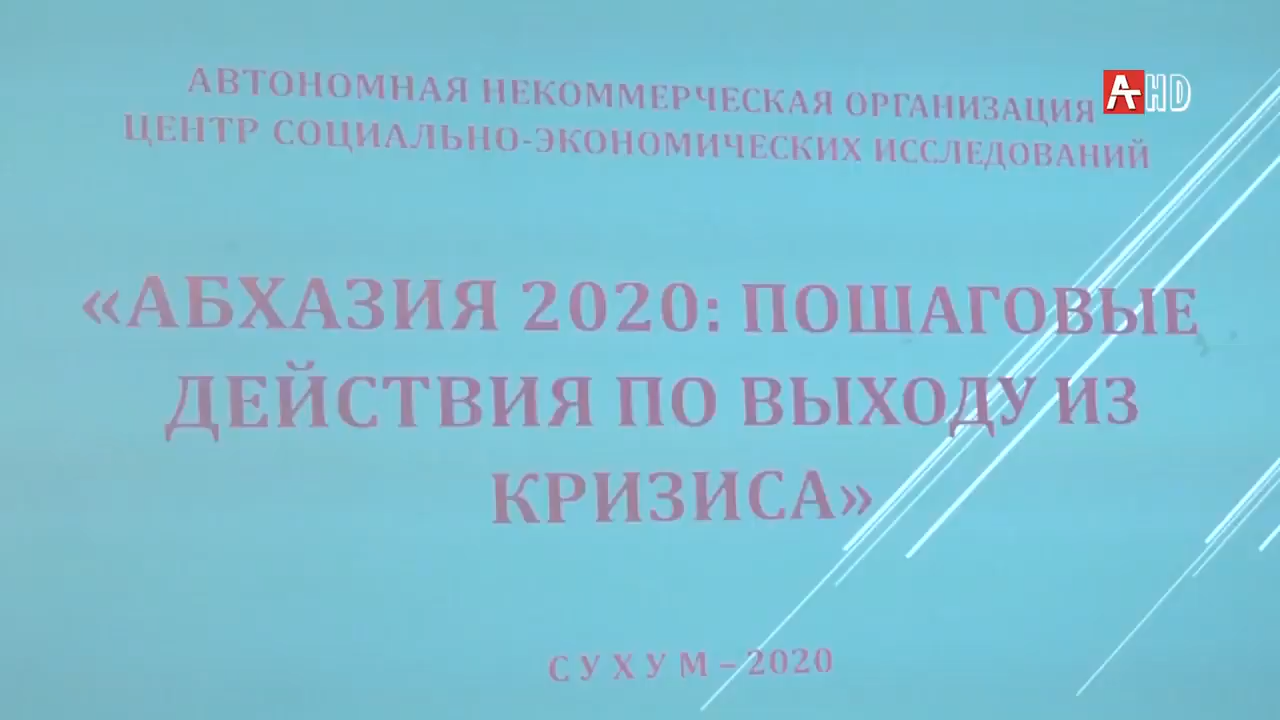 АВТОНОМНАЯ НЕКОММЕРЧЕСКАЯ ОРГАНИЗАЦИЯ
ЦЕНТР СОЦИАЛЬНО-ЭКОНОМИЧЕСКИХ ИССЛЕДОВАНИЙ
«АБХАЗИЯ 2020: ПОШАГОВЫЕ
ДЕЙСТВИЯ ПО ВЫХОДУ ИЗ
КРИЗИСА»
СУХУМ – 2020
АHD